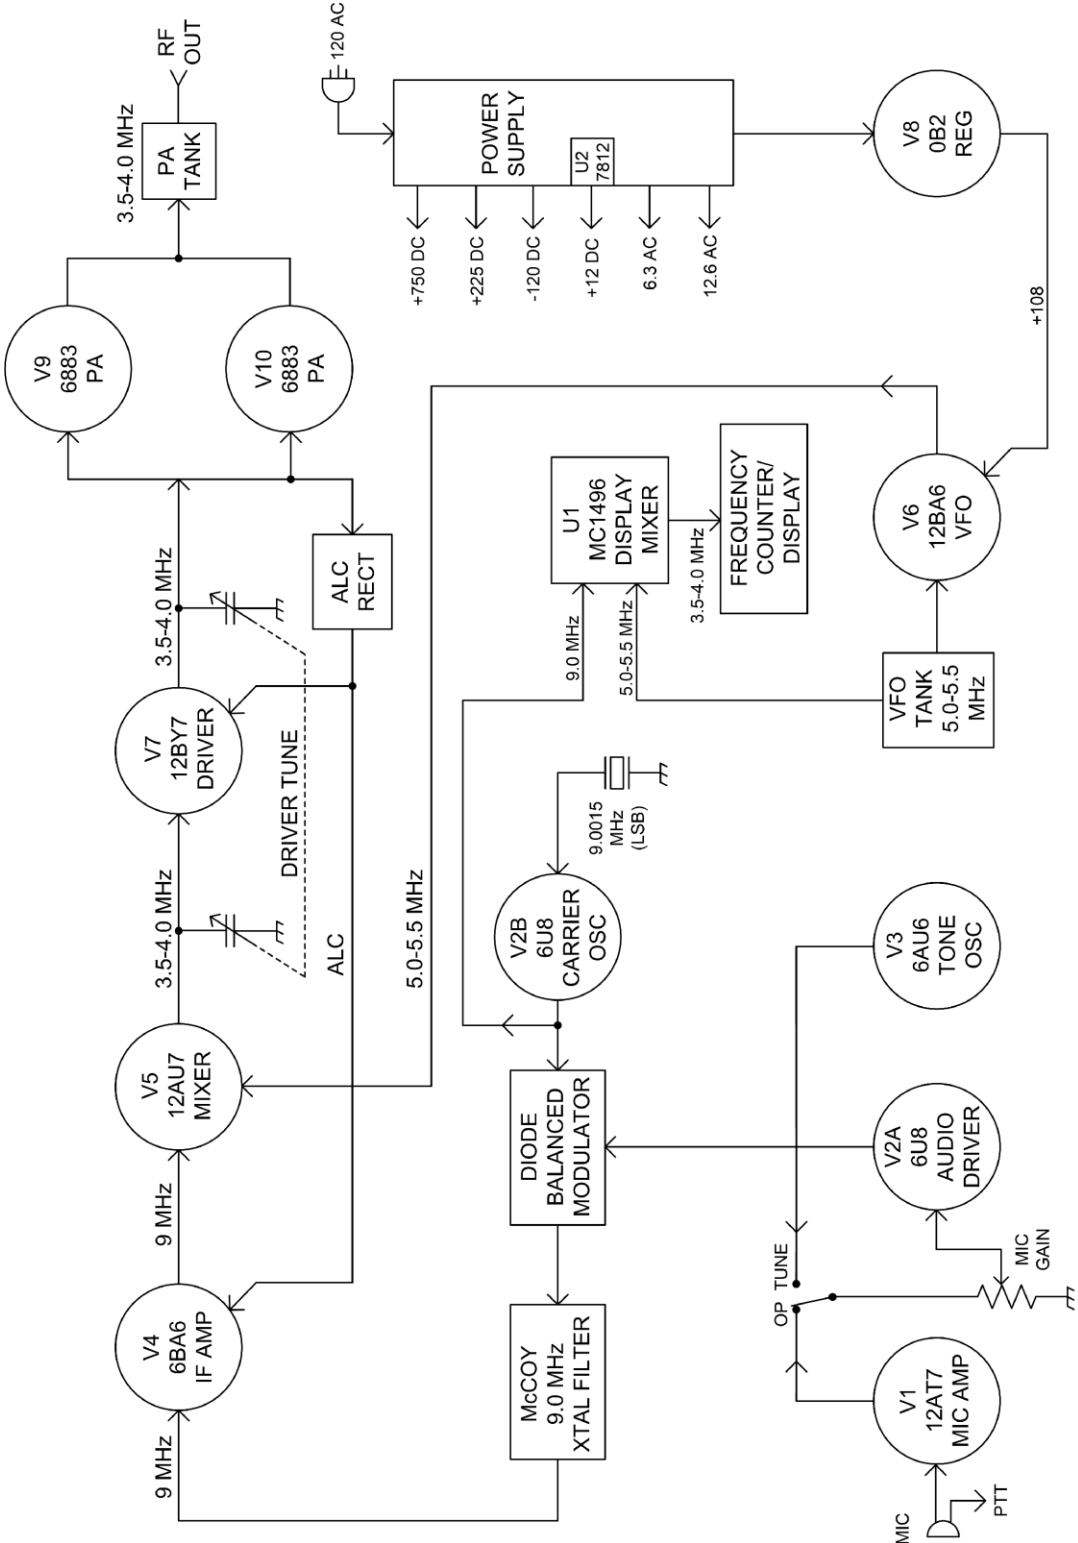 9 MHz
V4
6BA6
IF AMP
9 MHz
V5
12AU7
MIXER
3.5-4.0 MHz
V7
12BY7
DRIVER
3.5-4.0 MHz
DRIVER TUNE
ALC
ALC
RECT
V9
6883
PA
V10
6883
PA
3.5-4.0 MHz
PA
TANK
RF
OUT
5.0-5.5 MHz
McCOY
9.0 MHz
XTAL FILTER
DIODE
BALANCED
MODULATOR
V2B
6U8
CARRIER
OSC
9.0015
MHz
(LSB)
9.0 MHz
5.0-5.5 MHz
U1
MC1496
DISPLAY
MIXER
3.5-4.0 MHz
FREQUENCY
COUNTER/
DISPLAY
120 AC
POWER
SUPPLY
U2
7812
+750 DC
+225 DC
-120 DC
+12 DC
6.3 AC
12.6 AC
V8
0B2
REG
+108
MIC
PTT
V1
12AT7
MIC AMP
OP
TUNE
MIC
GAIN
V2A
6U8
AUDIO
DRIVER
V3
6AU6
TONE
OSC
VFO
TANK
5.0-5.5
MHz
V6
12BA6
VFO